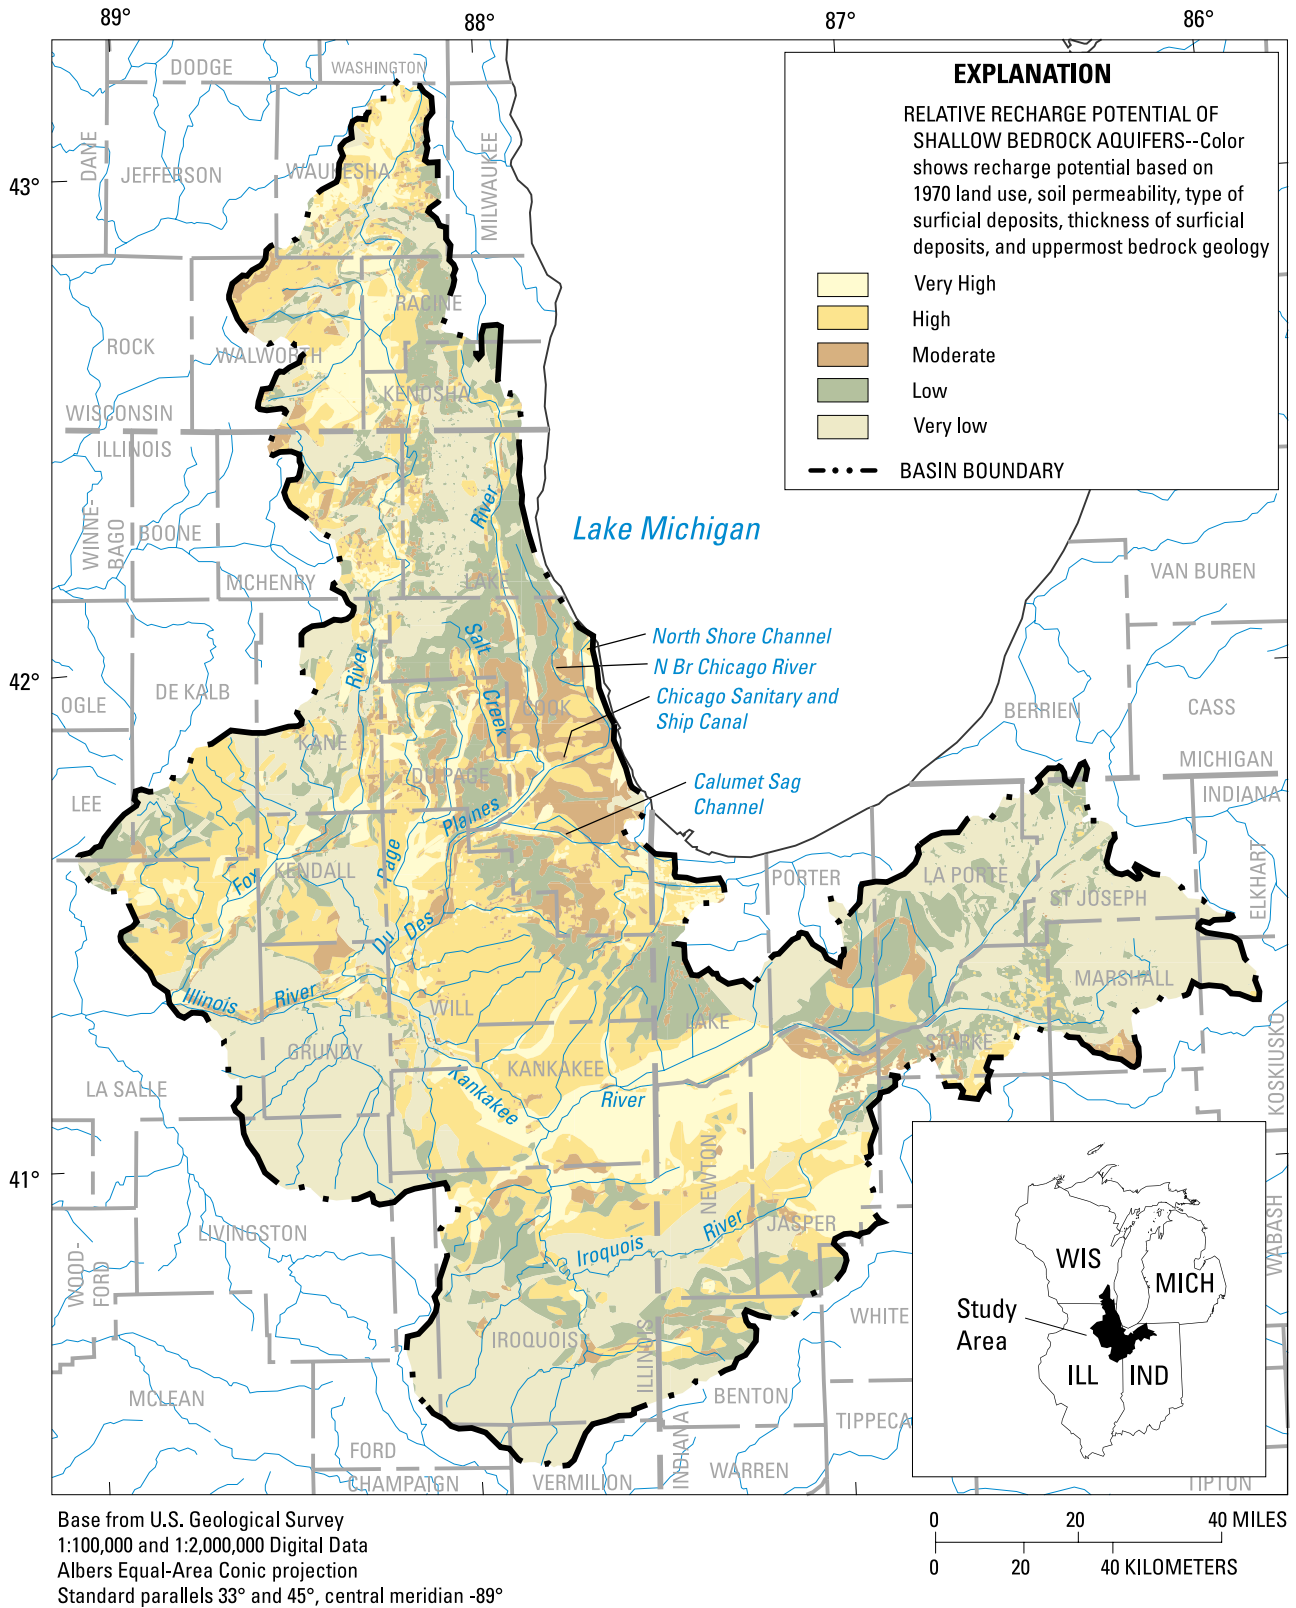 89°
88°
87°
86°
DODGE
WASHINGTON
EXPLANATION
RELATIVE RECHARGE POTENTIAL OF
SHALLOW BEDROCK AQUIFERS--Color
shows recharge potential based on
1970 land use, soil permeability, type of
surficial deposits, thickness of surficial
deposits, and uppermost bedrock geology
Very High
High
Moderate
Low
Very low
BASIN BOUNDARY
DANE
JEFFERSON
WAUKESHA
MILWAUKEE
43°
RACINE
ROCK
WALWORTH
KENOSHA
WISCONSIN
ILLINOIS
WINNE-
BAGO
BOONE
River
Lake Michigan
MCHENRY
LAKE
VAN BUREN
North Shore Channel
N Br Chicago River
Chicago Sanitary and
Ship Canal
Calumet Sag
Channel
Salt
Creek
River
42°
OGLE
DE KALB
COOK
BERRIEN
CASS
KANE
DU PAGE
MICHIGAN
INDIANA
LEE
Plaines
Page
Du
Des
Fox
KENDALL
PORTER
LA PORTE
ST JOSEPH
ELKHART
MARSHALL
Illinois
River
WILL
LAKE
STARKE
KOSKIUSKO
GRUNDY
KANKAKEE
Kankakee
River
LA SALLE
41°
NEWTON
JASPER
River
Iroquois
LIVINGSTON
WOOD-
FORD
WABASH
WHITE
IROQUOIS
ILLINOIS
INDIANA
MCLEAN
BENTON
TIPPECA
FORD
CHAMPAIGN
VERMILION
WARREN
TIPTON
WIS
MICH
Study
Area
ILL
IND
Base from U.S. Geological Survey
1:100,000 and 1:2,000,000 Digital Data
Albers Equal-Area Conic projection
Standard parallels 33° and 45°, central meridian -89°
0 20 40 MILES
0 20 40 KILOMETERS